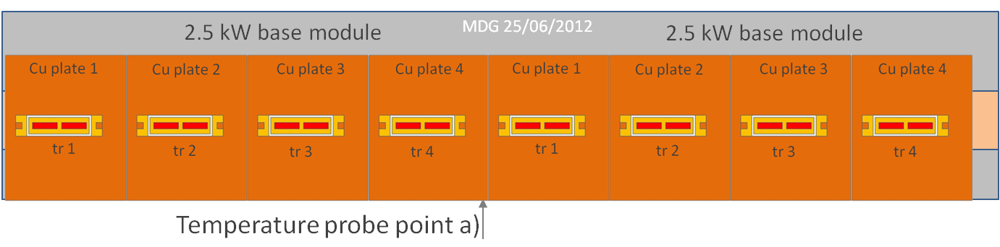 2.5 kW base module
MDG 25/06/2012
2.5 kW base module
Cu plate 1
Cu plate 2
Cu plate 3
Cu plate 4
Cu plate 1
Cu plate 2
Cu plate 3
Cu plate 4
tr 1
tr 2
tr 3
tr 4
tr 1
tr 2
tr 3
tr 4
Temperature probe point a)